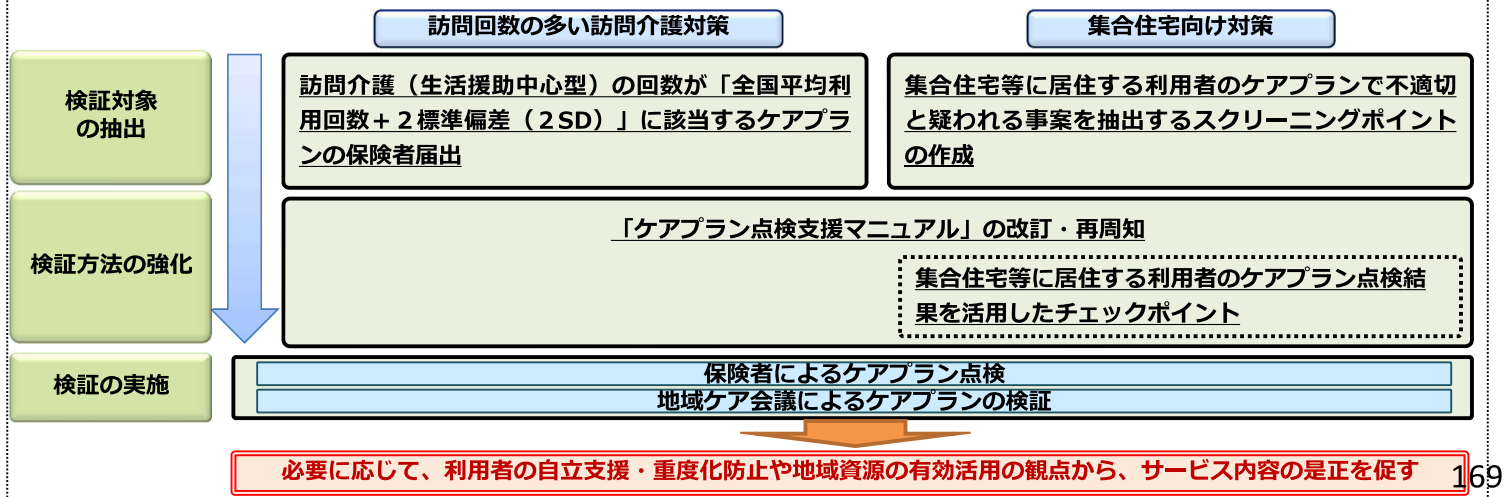 訪問回数の多い訪問介護対策
集合住宅向け対策
検証対象
の抽出
訪問介護（生活援助中心型）の回数が「全国平均利
用回数＋２標準偏差（２SD）」に該当するケアプラ
ンの保険者届出
集合住宅等に居住する利用者のケアプランで不適切
と疑われる事案を抽出するスクリーニングポイント
の作成
検証方法の強化
「ケアプラン点検支援マニュアル」の改訂・再周知
集合住宅等に居住する利用者のケアプラン点検結
果を活用したチェックポイント
検証の実施
保険者によるケアプラン点検
地域ケア会議によるケアプランの検証
必要に応じて、利用者の自立支援・重度化防止や地域資源の有効活用の観点から、サービス内容の是正を促す
169